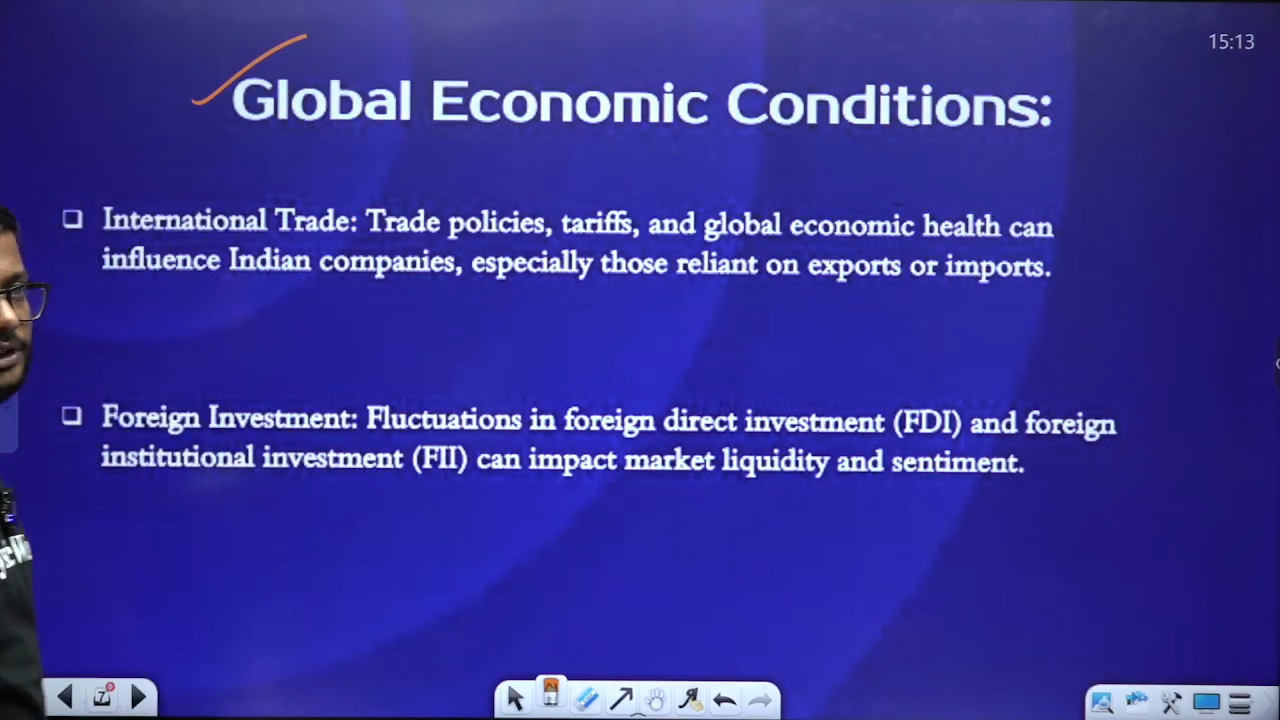 15:13
Global Economic Conditions:
❑ International Trade: Trade policies, tariffs, and global economic health can
influence Indian companies, especially those reliant on exports or imports.
❑ Foreign Investment: Fluctuations in foreign direct investment (FDI) and foreign
institutional investment (FII) can impact market liquidity and sentiment.
7